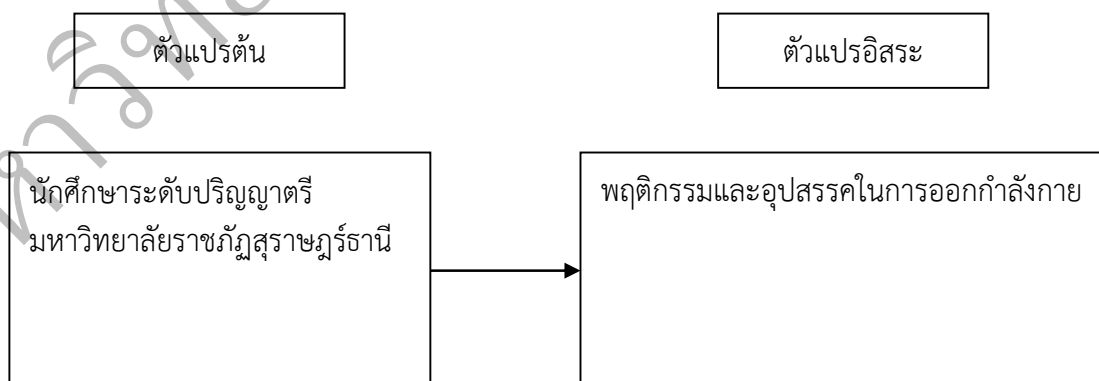 ตัวแปรต้น
ตัวแปรอิสระ
นักศึกษาระดับปริญญาตรี
มหาวิทยาลัยราชภัฏสุราษฎร์ธานี
พฤติกรรมและอุปสรรคในการออกกำลังกาย